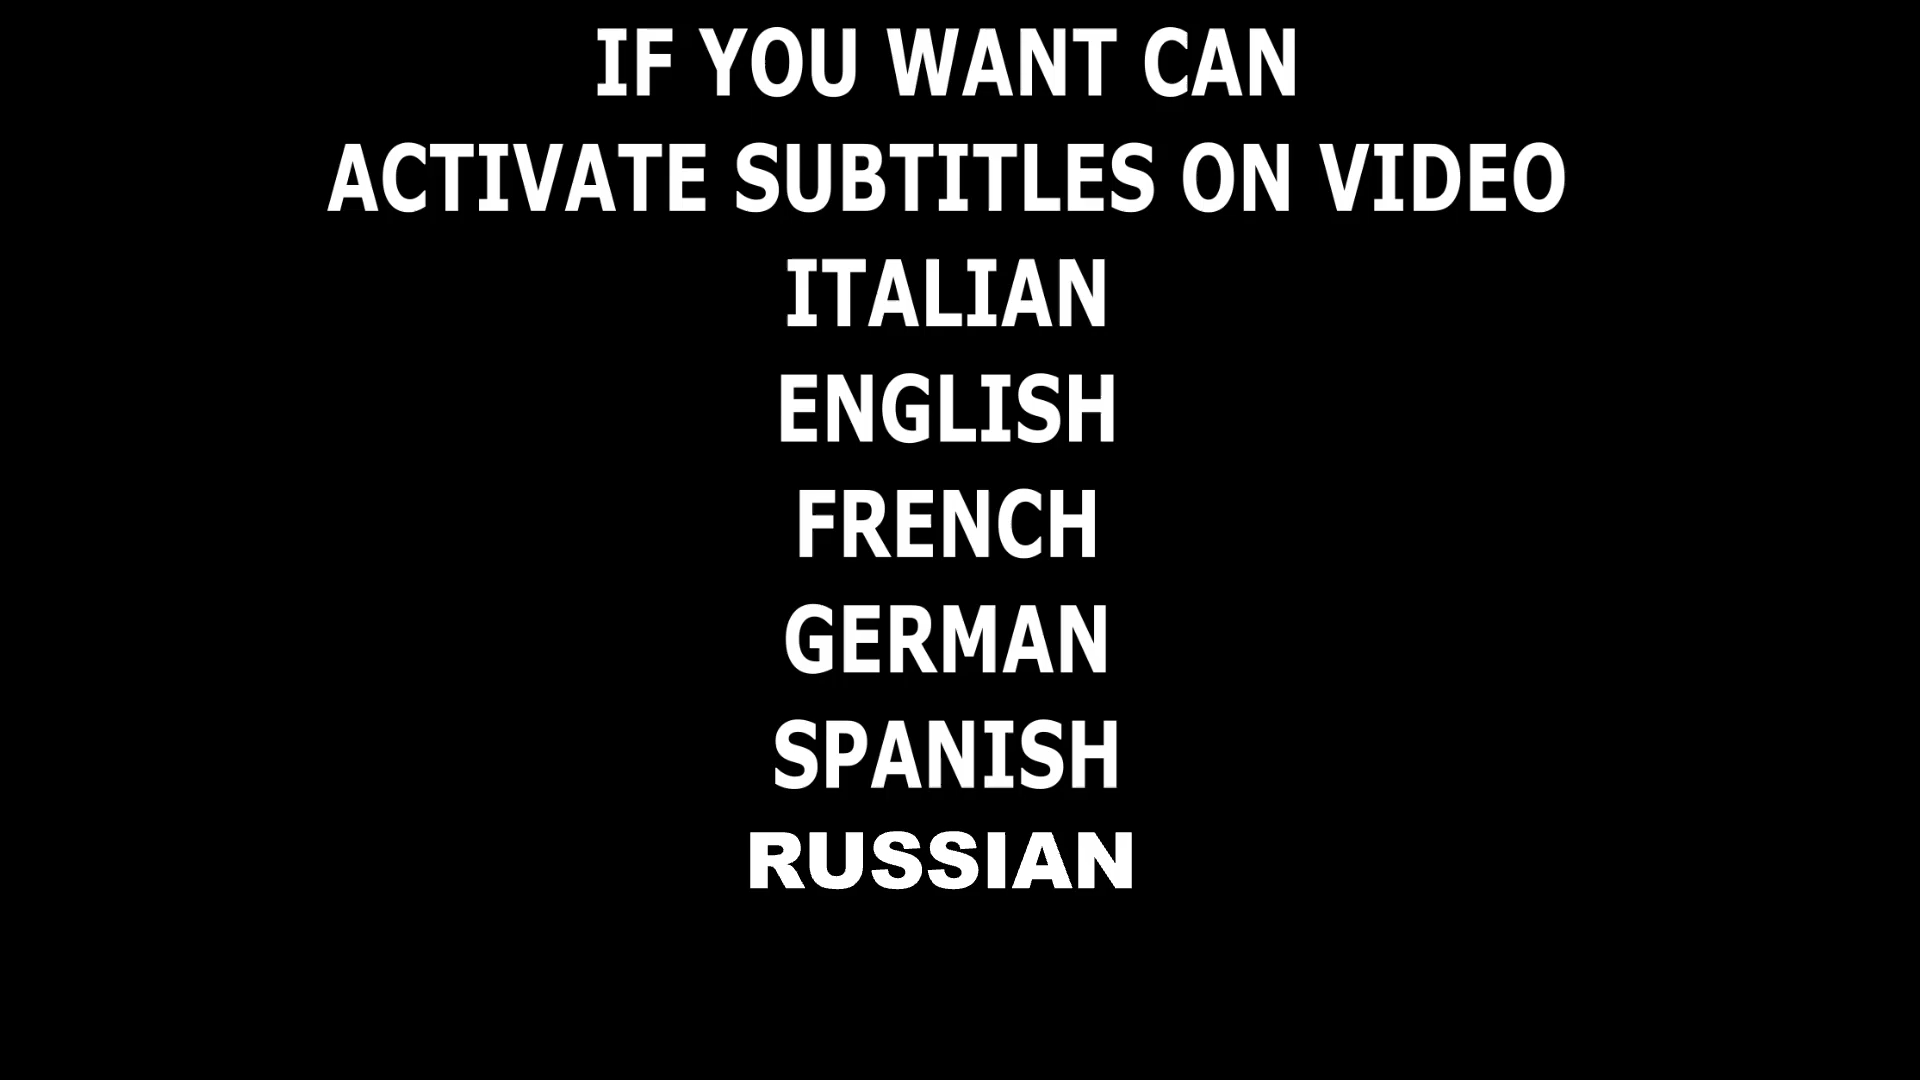 IF YOU WANT CAN
ACTIVATE SUBTITLES ON VIDEO
ITALIAN
ENGLISH
FRENCH
GERMAN
SPANISH
RUSSIAN